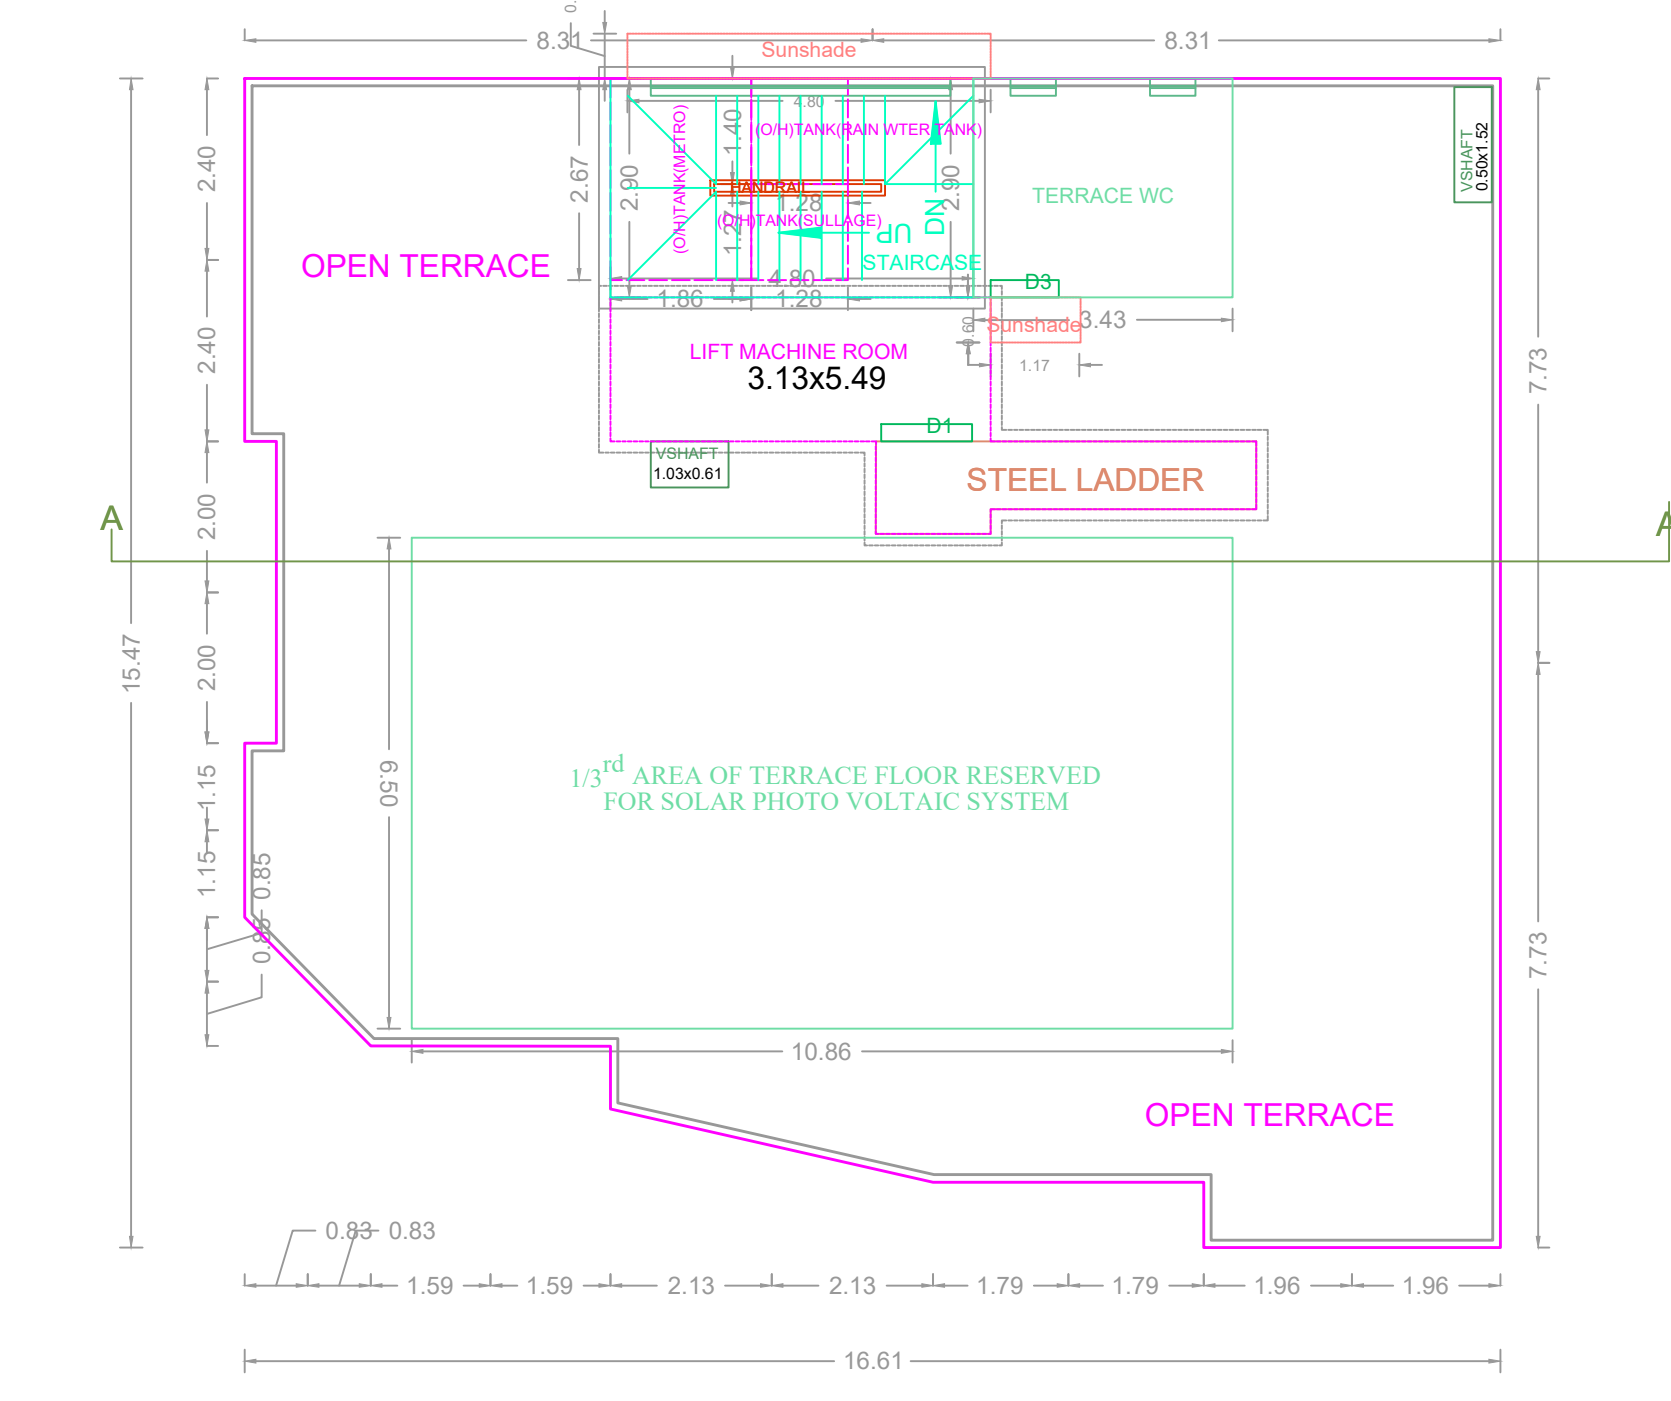 0.
8.31
8.31
Sunshade
4.80
(O/H)TANK(RAIN WTER TANK)
(O/H)TANK(METRO)
1.40
2.40
2.67
2.90
HANDRAIL
1.28
2.90
TERRACE WC
VSHAFT
0.50x1.52
(O/H)TANK(SULLAGE)
1.27
UP
DN
STAIRCASE
OPEN TERRACE
4.80
D3
1.86
1.28
3.43
Sunshade
0.60
1.17
2.40
LIFT MACHINE ROOM
3.13x5.49
7.73
D1
VSHAFT
1.03x0.61
STEEL LADDER
A
A
2.00
15.47
2.00
6.50
1/3rd AREA OF TERRACE FLOOR RESERVED
FOR SOLAR PHOTO VOLTAIC SYSTEM
1.15
1.15
0.85
0.85
7.73
10.86
OPEN TERRACE
0.83
0.83
1.59
1.59
2.13
2.13
1.79
1.79
1.96
1.96
16.61